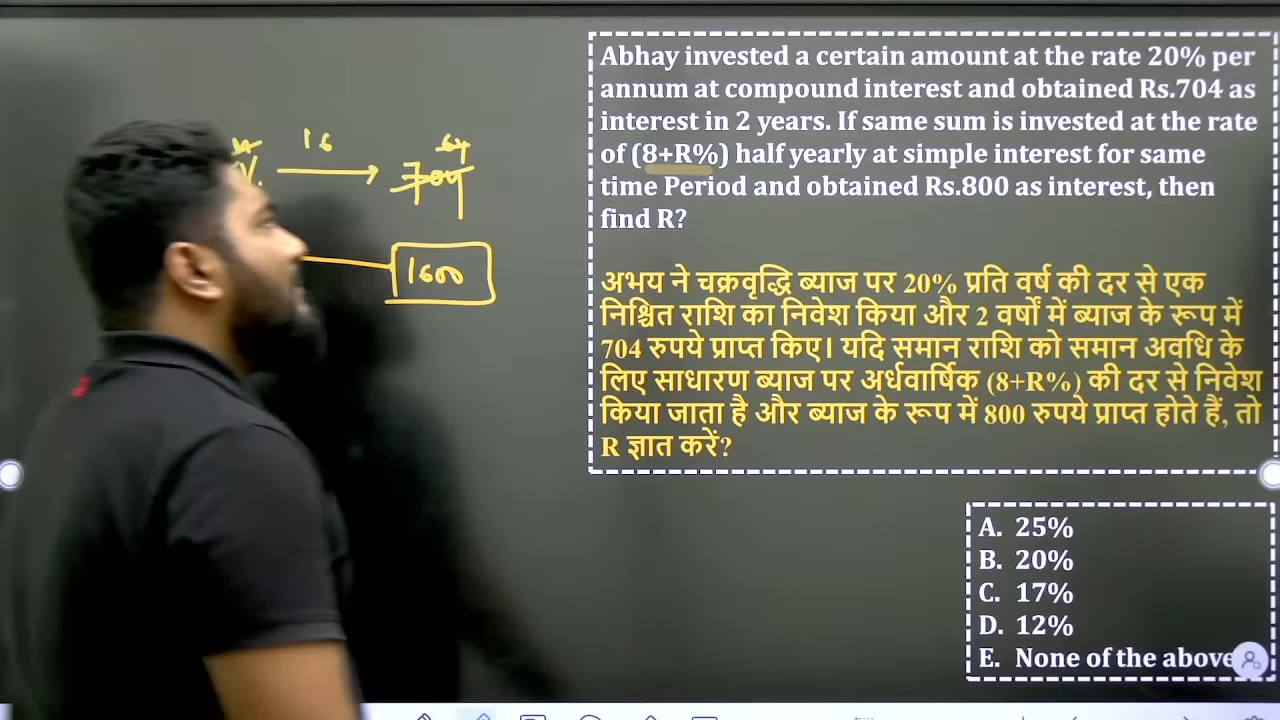 Abhay invested a certain amount at the rate 20% per
annum at compound interest and obtained Rs.704 as
interest in 2 years. If same sum is invested at the rate
of (8+R%) half yearly at simple interest for same
time Period and obtained Rs.800 as interest, then
find R?
अभय ने चक्रवृद्धि ब्याज पर 20% प्रति वर्ष की दर से एक
निश्चित राशि का निवेश किया और 2 वर्षों में ब्याज के रूप में
704 रुपये प्राप्त किए। यदि समान राशि को समान अवधि के
लिए साधारण ब्याज पर अर्धवार्षिक (8+R%) की दर से निवेश
किया जाता है और ब्याज के रूप में 800 रुपये प्राप्त होते हैं, तो
R ज्ञात करें?
16
64
704
1600
A. 25%
B. 20%
C. 17%
D. 12%
E. None of the above